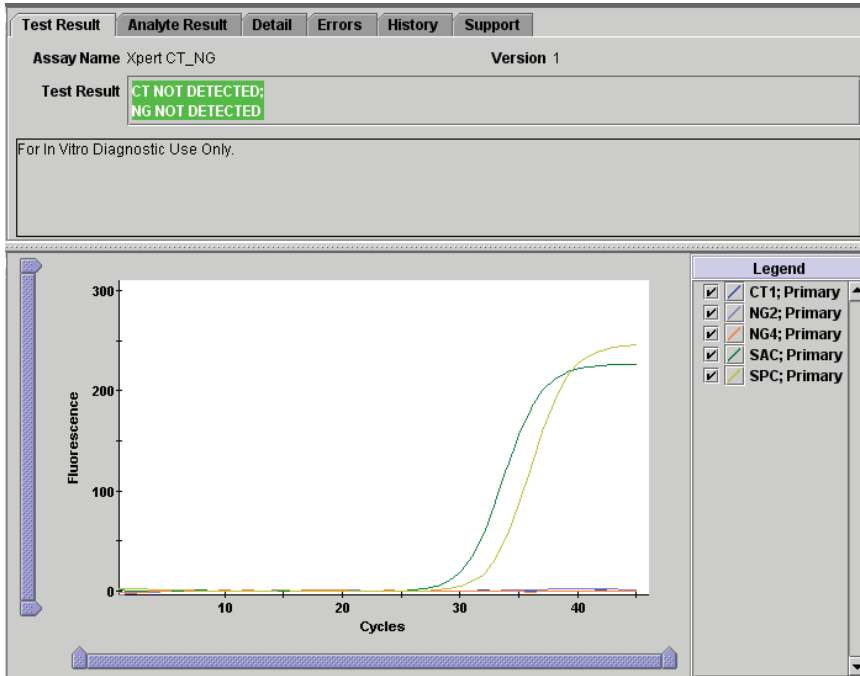 Test Result Analyte Result Detail Errors History Support
Assay Name Xpert CT_NG Version 1
Test Result CT NOT DETECTED;
NG NOT DETECTED
For In Vitro Diagnostic Use Only.
Legend
CT1; Primary
NG2; Primary
NG4; Primary
SAC; Primary
SPC; Primary
300
200
100
0
Fluorescence
10 20 30 40
Cycles